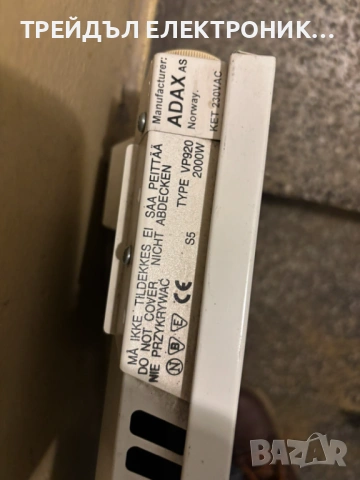 ТРЕЙДЪЛ ЕЛЕКТРОНИК...
Manufacturer:
ADAX AS
Norway.
KET 230VAC
TYPE VP920
2000W
S5
MÅ IKKE TILDEKKES EI SAA PEITTÄÄ
DO NOT COVER NICHT ABDECKEN
NIE PRZYKRYWAĆ
N D E CE
BAZAR